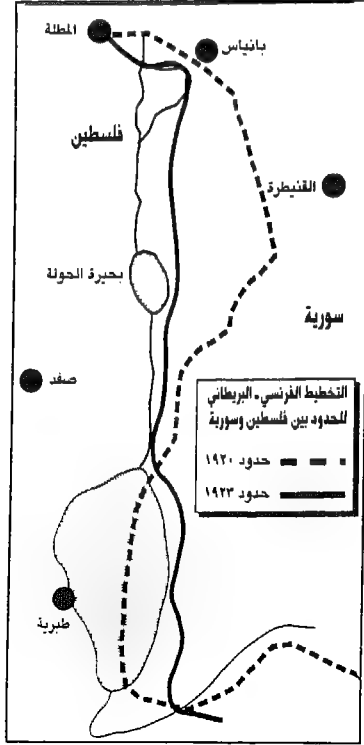 المطلة
بانياس
فلسطين
القنيطرة
بحيرة الحولة
سورية
صفد
التخطيط الفرنسي - البريطاني
للحدود بين فلسطين وسورية
حدود ١٩٢٠
حدود ١٩٢٣
طبرية